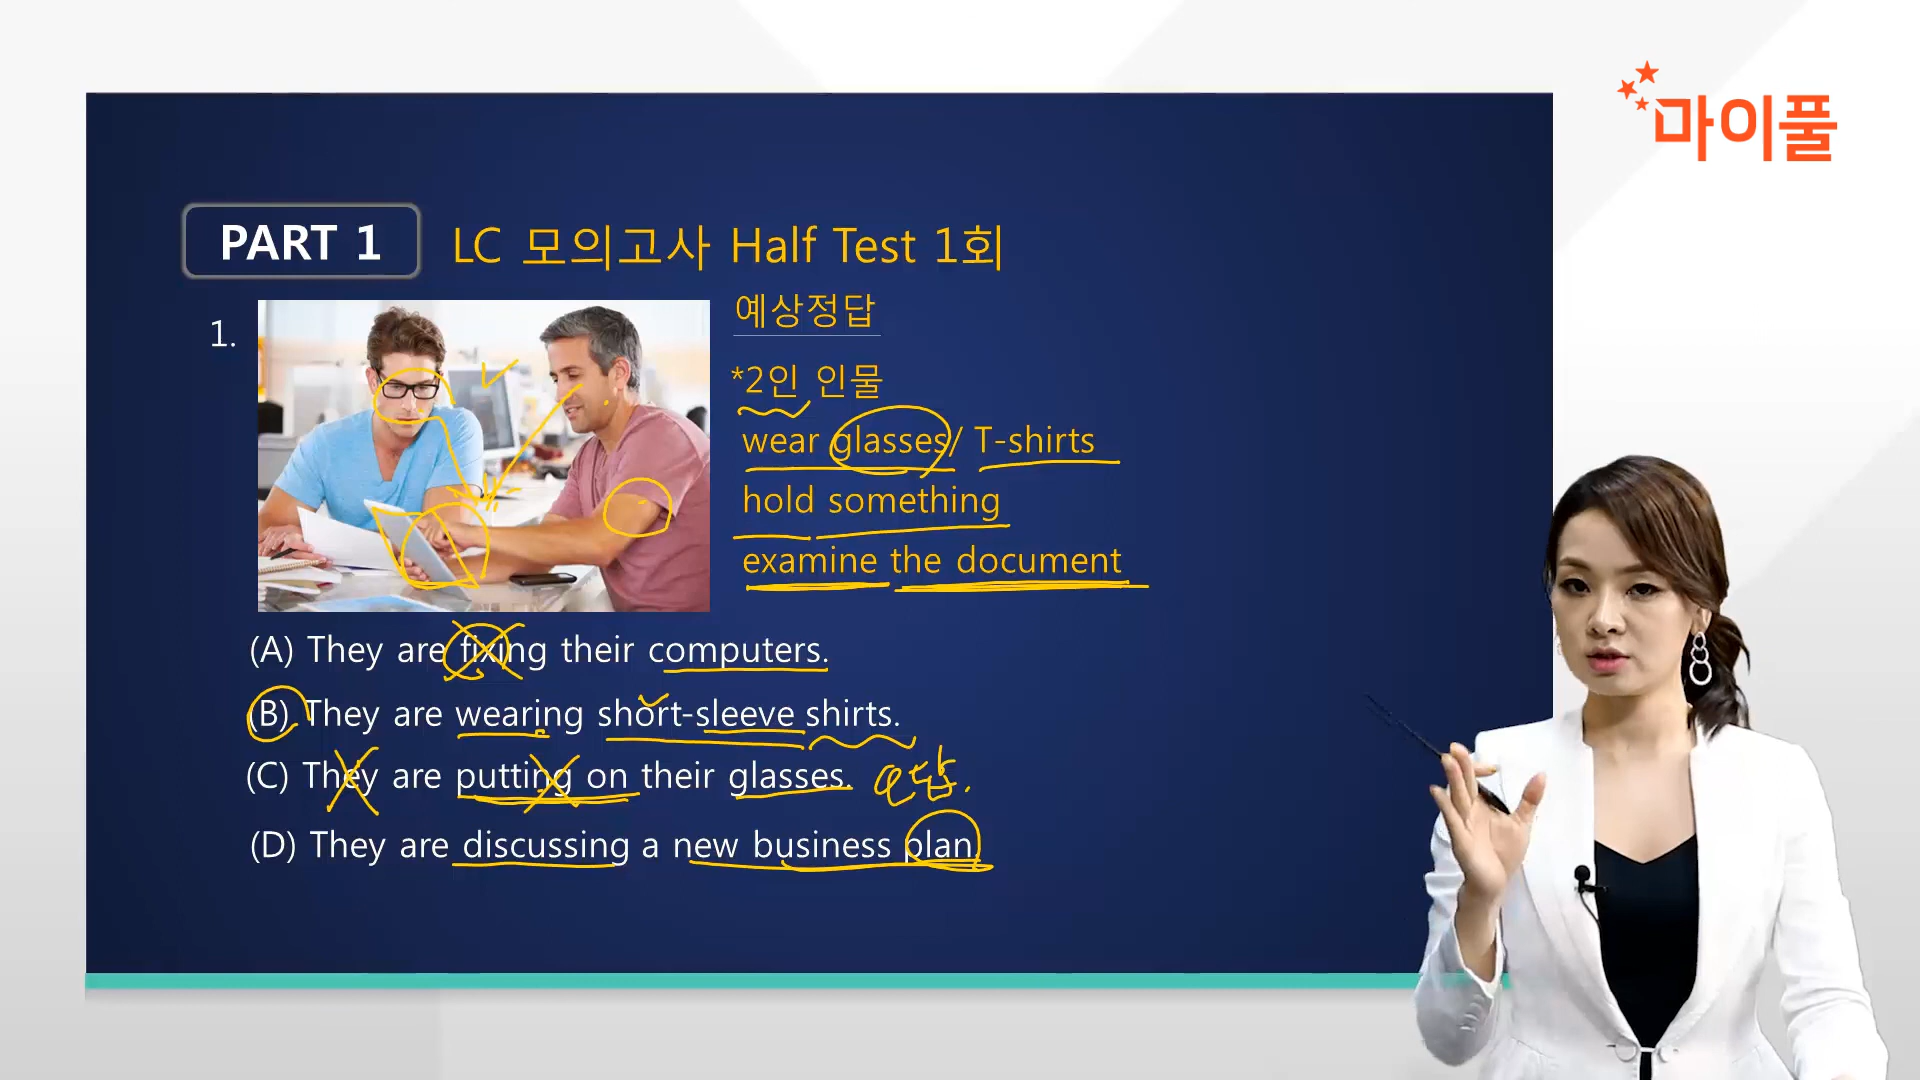 마이풀
PART 1 LC 모의고사 Half Test 1회
1.
예상정답
*2인 인물
wear glasses/ T-shirts
hold something
examine the document
(A) They are fixing their computers.
(B) They are wearing short-sleeve shirts.
(C) They are putting on their glasses. 오답.
(D) They are discussing a new business plan.